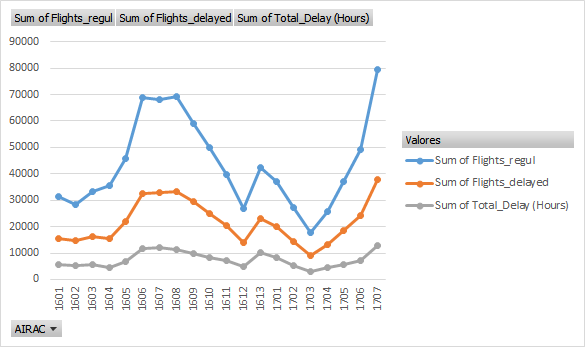 Sum of Flights_regul Sum of Flights_delayed Sum of Total_Delay (Hours)
90000
80000
70000
60000
50000
40000
30000
20000
10000
0
1601 1602 1603 1604 1605 1606 1607 1608 1609 1610 1611 1612 1613 1701 1702 1703 1704 1705 1706 1707
Valores
Sum of Flights_regul
Sum of Flights_delayed
Sum of Total_Delay (Hours)
AIRAC